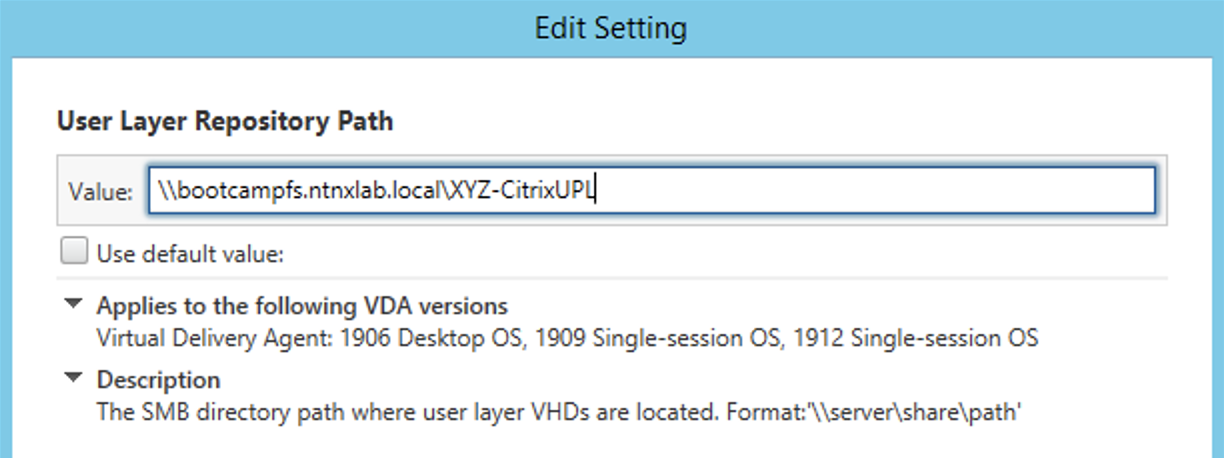 Edit Setting
User Layer Repository Path
Value: \\bootcampfs.ntnxlab.local\XYZ-CitrixUPL
Use default value:
Applies to the following VDA versions
Virtual Delivery Agent: 1906 Desktop OS, 1909 Single-session OS, 1912 Single-session OS
Description
The SMB directory path where user layer VHDs are located. Format:'\\server\share\path'